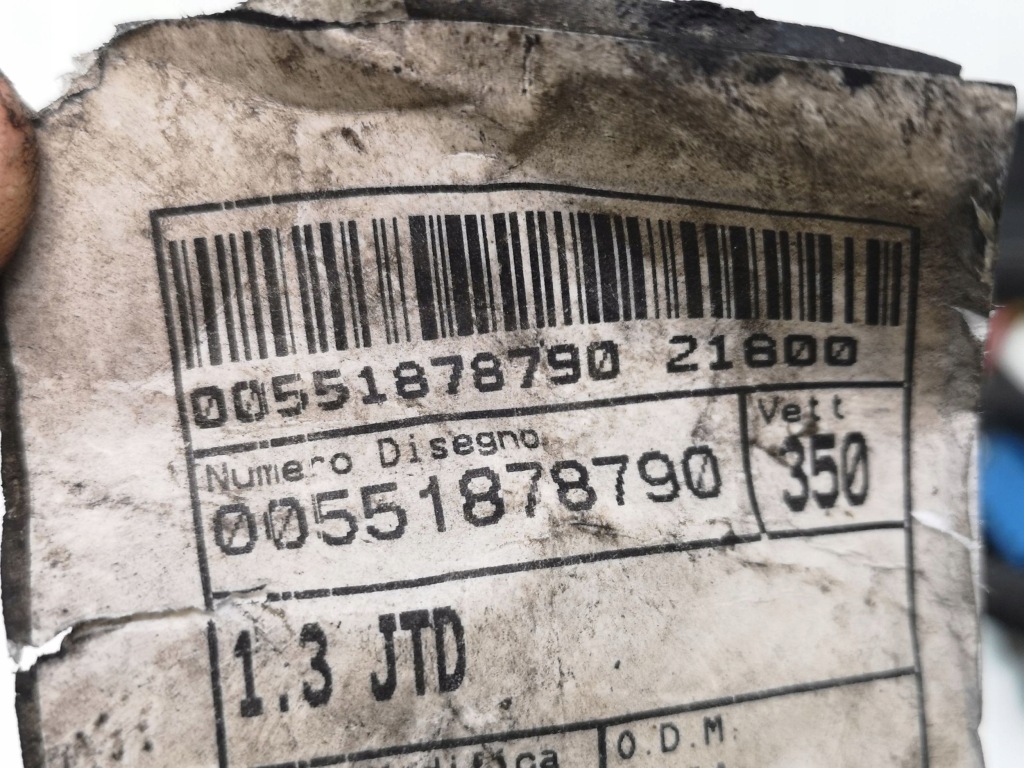 00551878790 21800
Numero Disegno
Vett
00551878790
350
1.3 JTD
O.D.M.